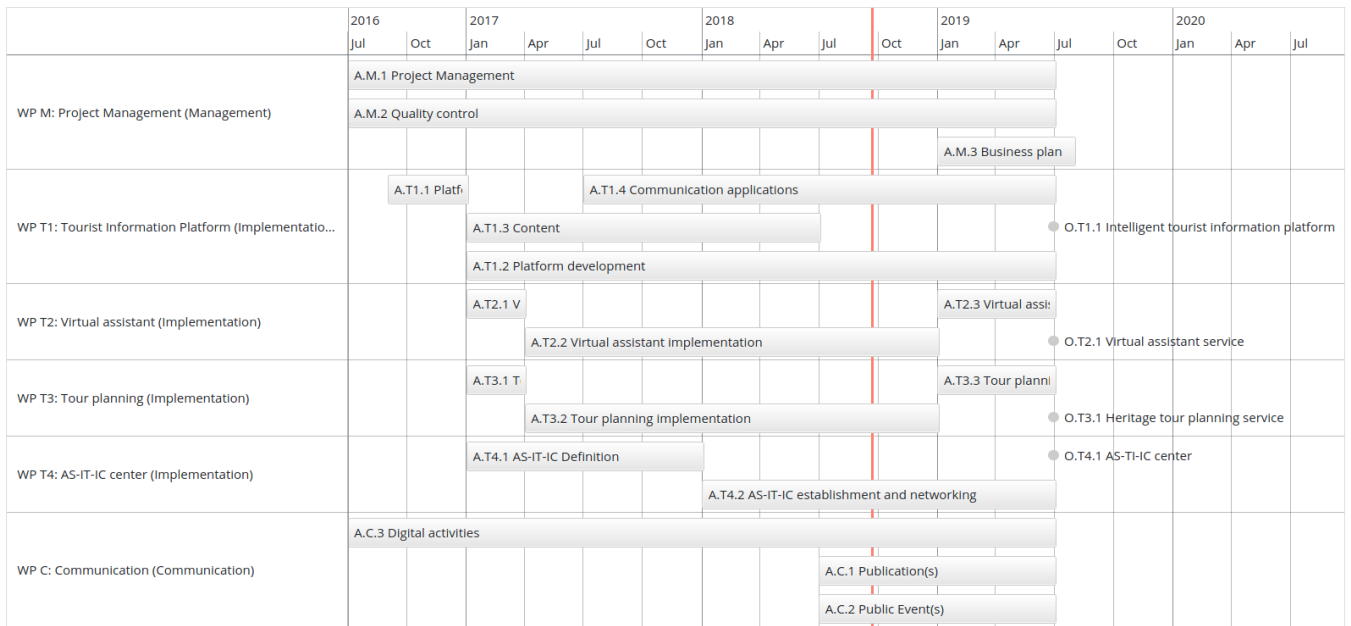 2016 2017 2018 2019 2020
Jul Oct Jan Apr Jul Oct Jan Apr Jul Oct Jan Apr Jul Oct Jan Apr Jul
A.M.1 Project Management
WP M: Project Management (Management) A.M.2 Quality control
A.M.3 Business plan
A.T1.1 Platf A.T1.4 Communication applications
WP T1: Tourist Information Platform (Implementatio... A.T1.3 Content O.T1.1 Intelligent tourist information platform
A.T1.2 Platform development
A.T2.1 V A.T2.3 Virtual assis
WP T2: Virtual assistant (Implementation)
A.T2.2 Virtual assistant implementation O.T2.1 Virtual assistant service
A.T3.1 T A.T3.3 Tour planni
WP T3: Tour planning (Implementation)
A.T3.2 Tour planning implementation O.T3.1 Heritage tour planning service
A.T4.1 AS-IT-IC Definition O.T4.1 AS-TI-IC center
WP T4: AS-IT-IC center (Implementation)
A.T4.2 AS-IT-IC establishment and networking
A.C.3 Digital activities
WP C: Communication (Communication) A.C.1 Publication(s)
A.C.2 Public Event(s)